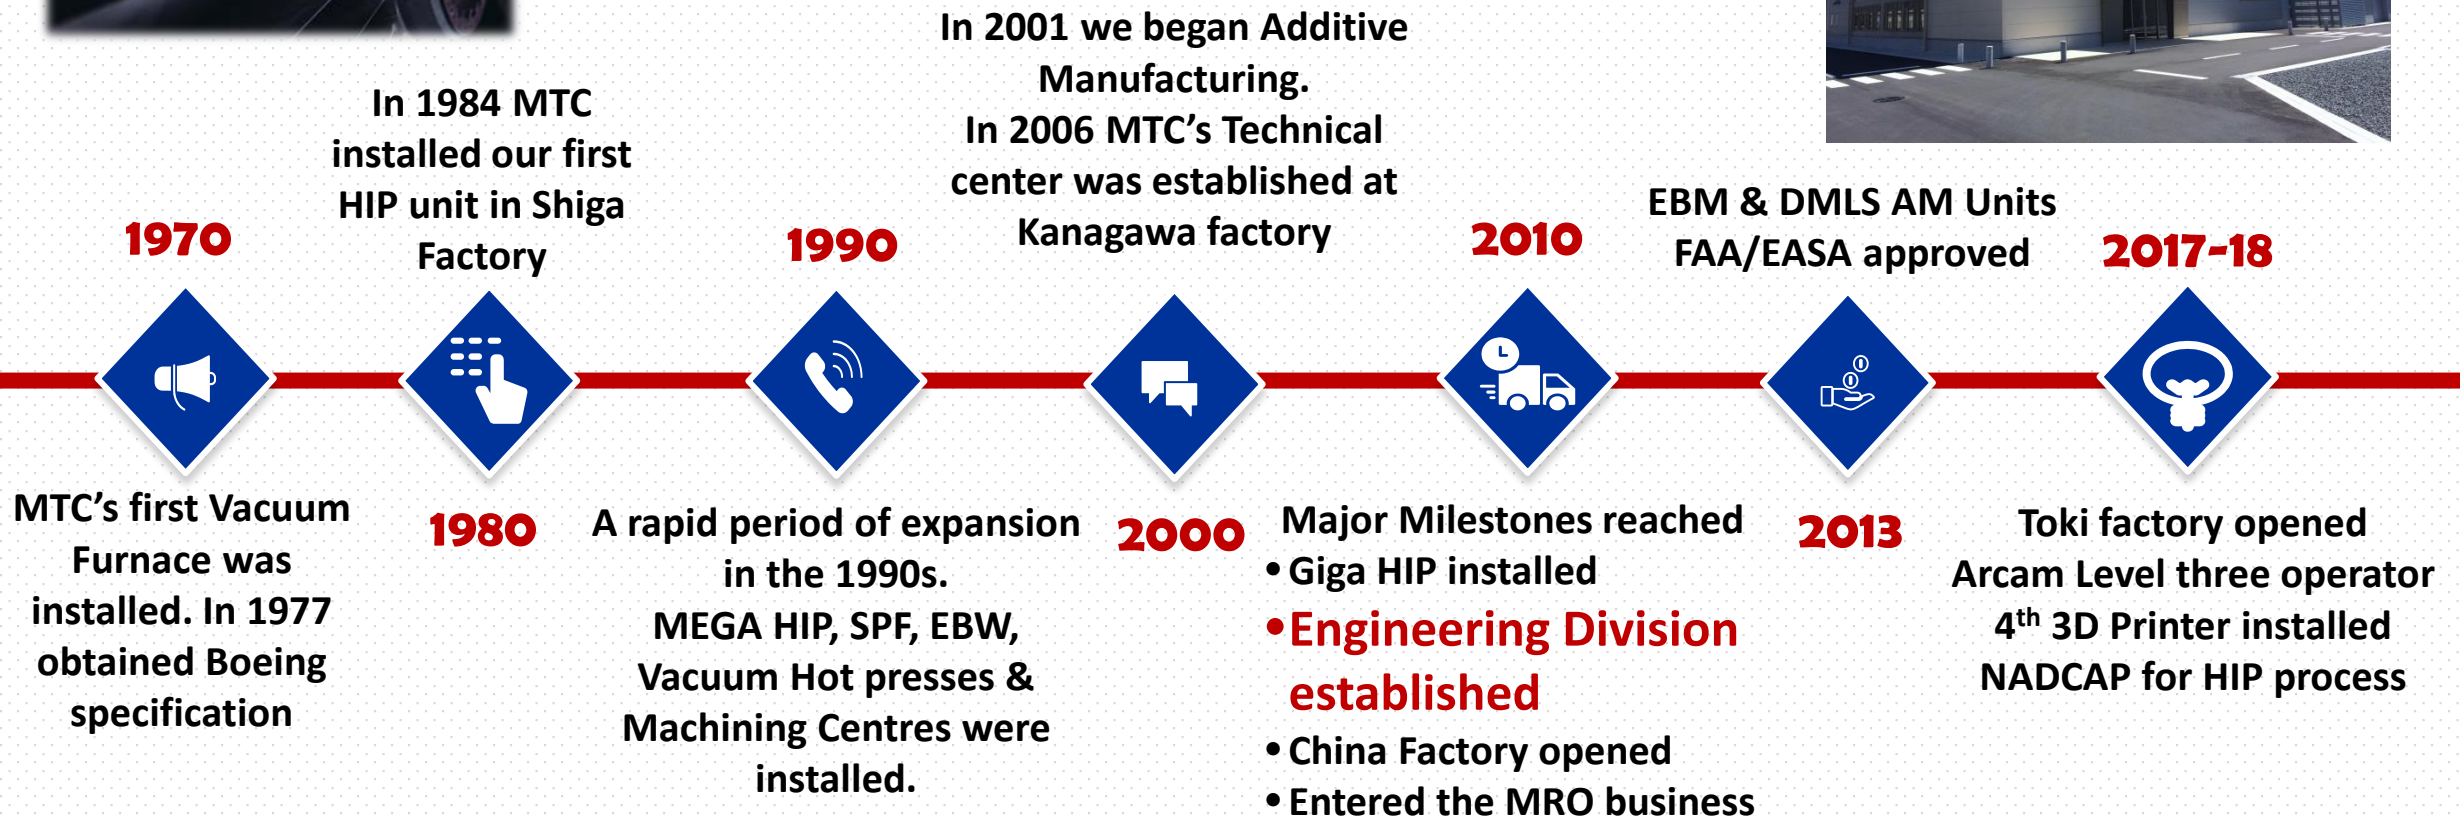 1970
MTC’s first Vacuum
Furnace was
installed. In 1977
obtained Boeing
specification
In 1984 MTC
installed our first
HIP unit in Shiga
Factory
1980
1990
A rapid period of expansion
in the 1990s.
MEGA HIP, SPF, EBW,
Vacuum Hot presses &
Machining Centres were
installed.
In 2001 we began Additive
Manufacturing.
In 2006 MTC’s Technical
center was established at
Kanagawa factory
2000
2010
Major Milestones reached
• Giga HIP installed
• Engineering Division
established
• China Factory opened
• Entered the MRO business
EBM & DMLS AM Units
FAA/EASA approved
2013
2017-18
Toki factory opened
Arcam Level three operator
4th 3D Printer installed
NADCAP for HIP process